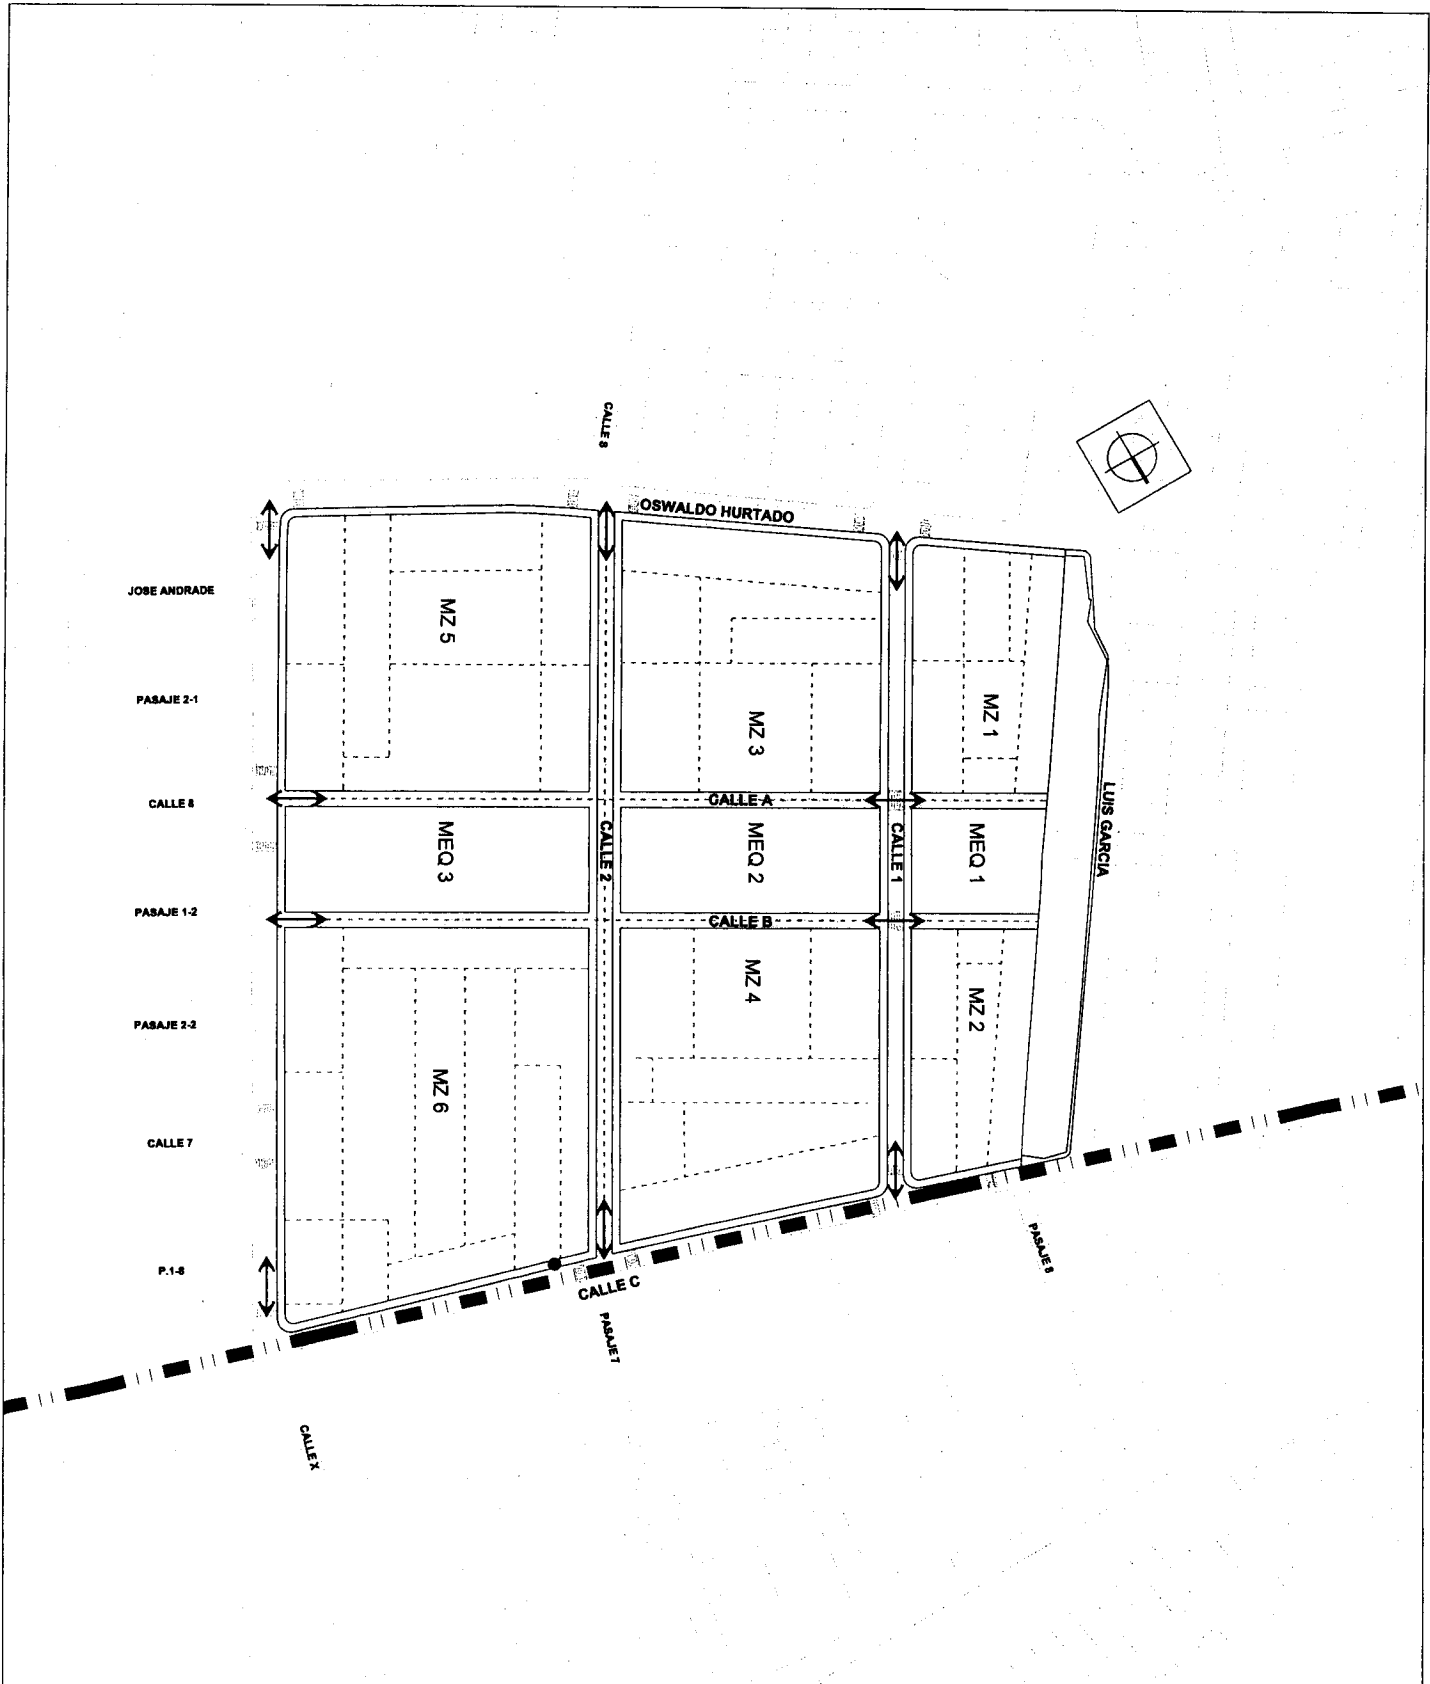 CALLE 8
OSWALDO HURTADO
JOSE ANDRADE
MZ 5
PASAJE 2-1
MZ 1
MZ 3
CALLE 8
CALLE A
LUIS GARCIA
MEQ 3
CALLE 2
MEQ 2
CALLE 1
MEQ 1
PASAJE 1-2
CALLE B
MZ 4
MZ 2
PASAJE 2-2
MZ 6
CALLE 7
PASAJE 8
P.1-8
CALLE C
PASAJE 7
CALLE X